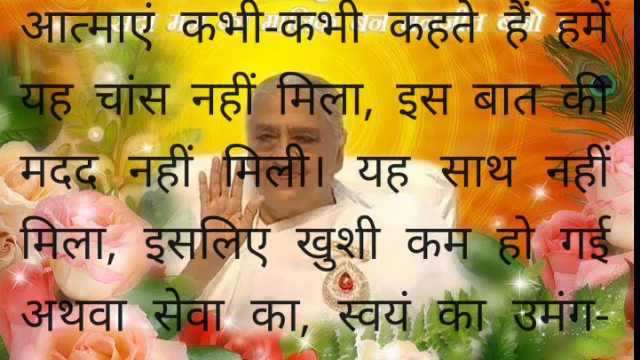 आत्माएं कभी-कभी कहते हैं हमें
यह चांस नहीं मिला, इस बात की
मदद नहीं मिली। यह साथ नहीं
मिला, इसलिए खुशी कम हो गई
अथवा सेवा का, स्वयं का उमंग-